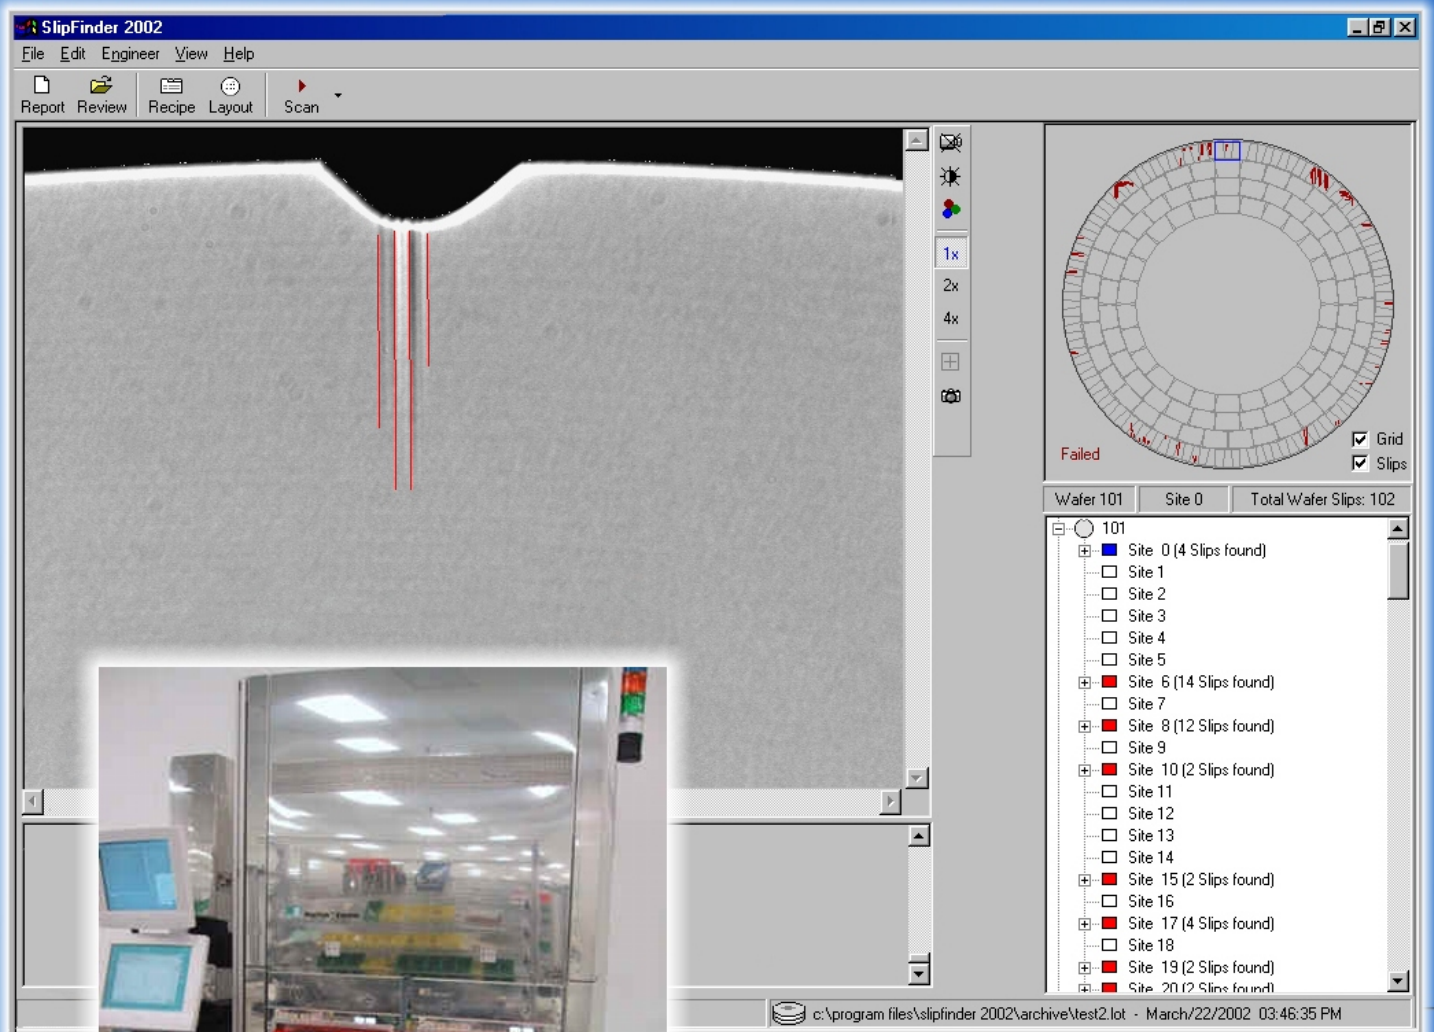 SlipFinder 2002
File Edit Engineer View Help
Report Review Recipe Layout Scan
1x
2x
4x
Failed
Grid
Slips
Wafer 101 Site 0 Total Wafer Slips: 102
101
Site 0 (4 Slips found)
Site 1
Site 2
Site 3
Site 4
Site 5
Site 6 (14 Slips found)
Site 7
Site 8 (12 Slips found)
Site 9
Site 10 (2 Slips found)
Site 11
Site 12
Site 13
Site 14
Site 15 (2 Slips found)
Site 16
Site 17 (4 Slips found)
Site 18
Site 19 (2 Slips found)
Site 20 (2 Slips found)
c:\program files\slipfinder 2002\archive\test2.lot - March/22/2002 03:46:35 PM